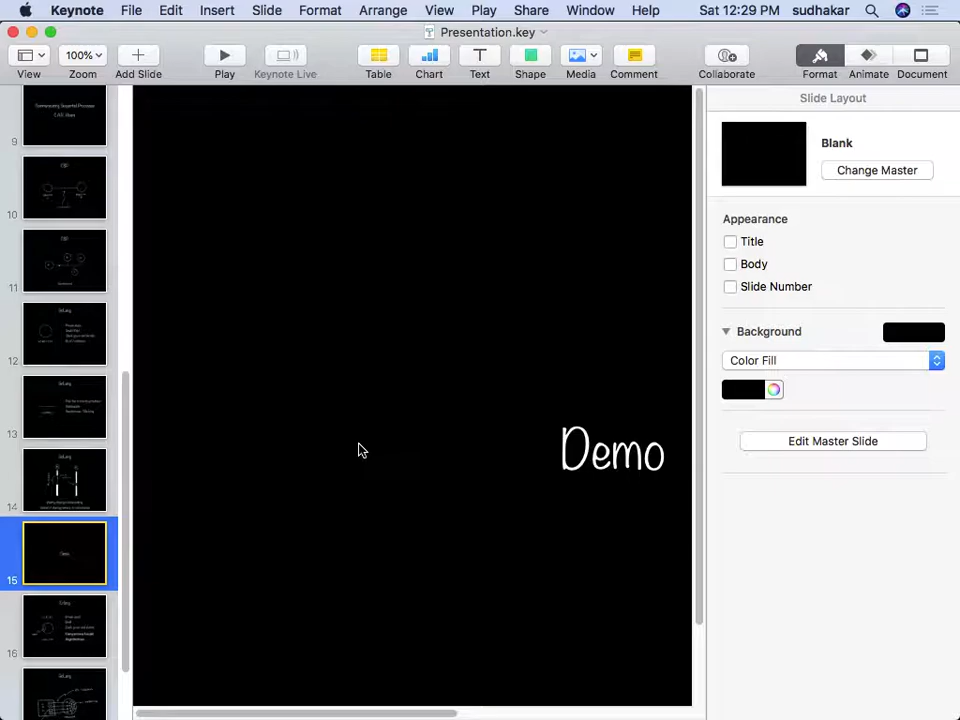 Keynote File Edit Insert Slide Format Arrange View Play Share Window Help Sat 12:29 PM sudhakar
Presentation.key
100%
View Zoom Add Slide Play Keynote Live Table Chart Text Shape Media Comment Collaborate Format Animate Document
Slide Layout
Blank
Change Master
Appearance
Title
Body
Slide Number
Background
Color Fill
Edit Master Slide
Demo
9
10
11
12
13
14
15
16